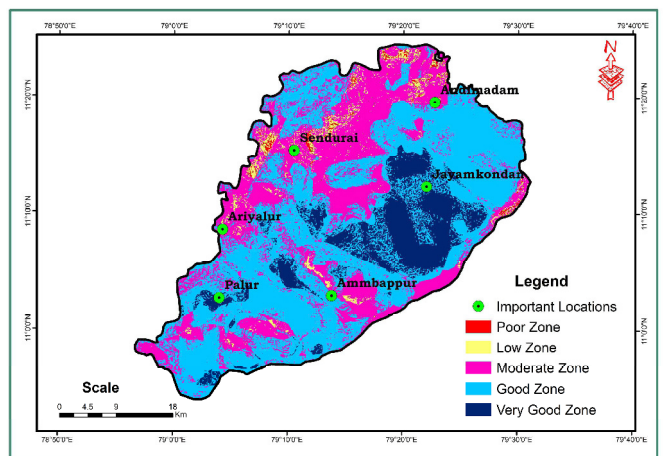 78°50'0"E 79°0'0"E 79°10'0"E 79°20'0"E 79°30'0"E 79°40'0"E
N
11°20'0"N 11°20'0"N
Andimadam
Sendurai
Jayamkondan
11°10'0"N 11°10'0"N
Ariyalur
Palur
Ammbappur
11°0'0"N 11°0'0"N
Legend
Important Locations
Poor Zone
Low Zone
Moderate Zone
Good Zone
Very Good Zone
Scale
0 4.5 9 18
Km
78°50'0"E 79°0'0"E 79°10'0"E 79°20'0"E 79°30'0"E 79°40'0"E